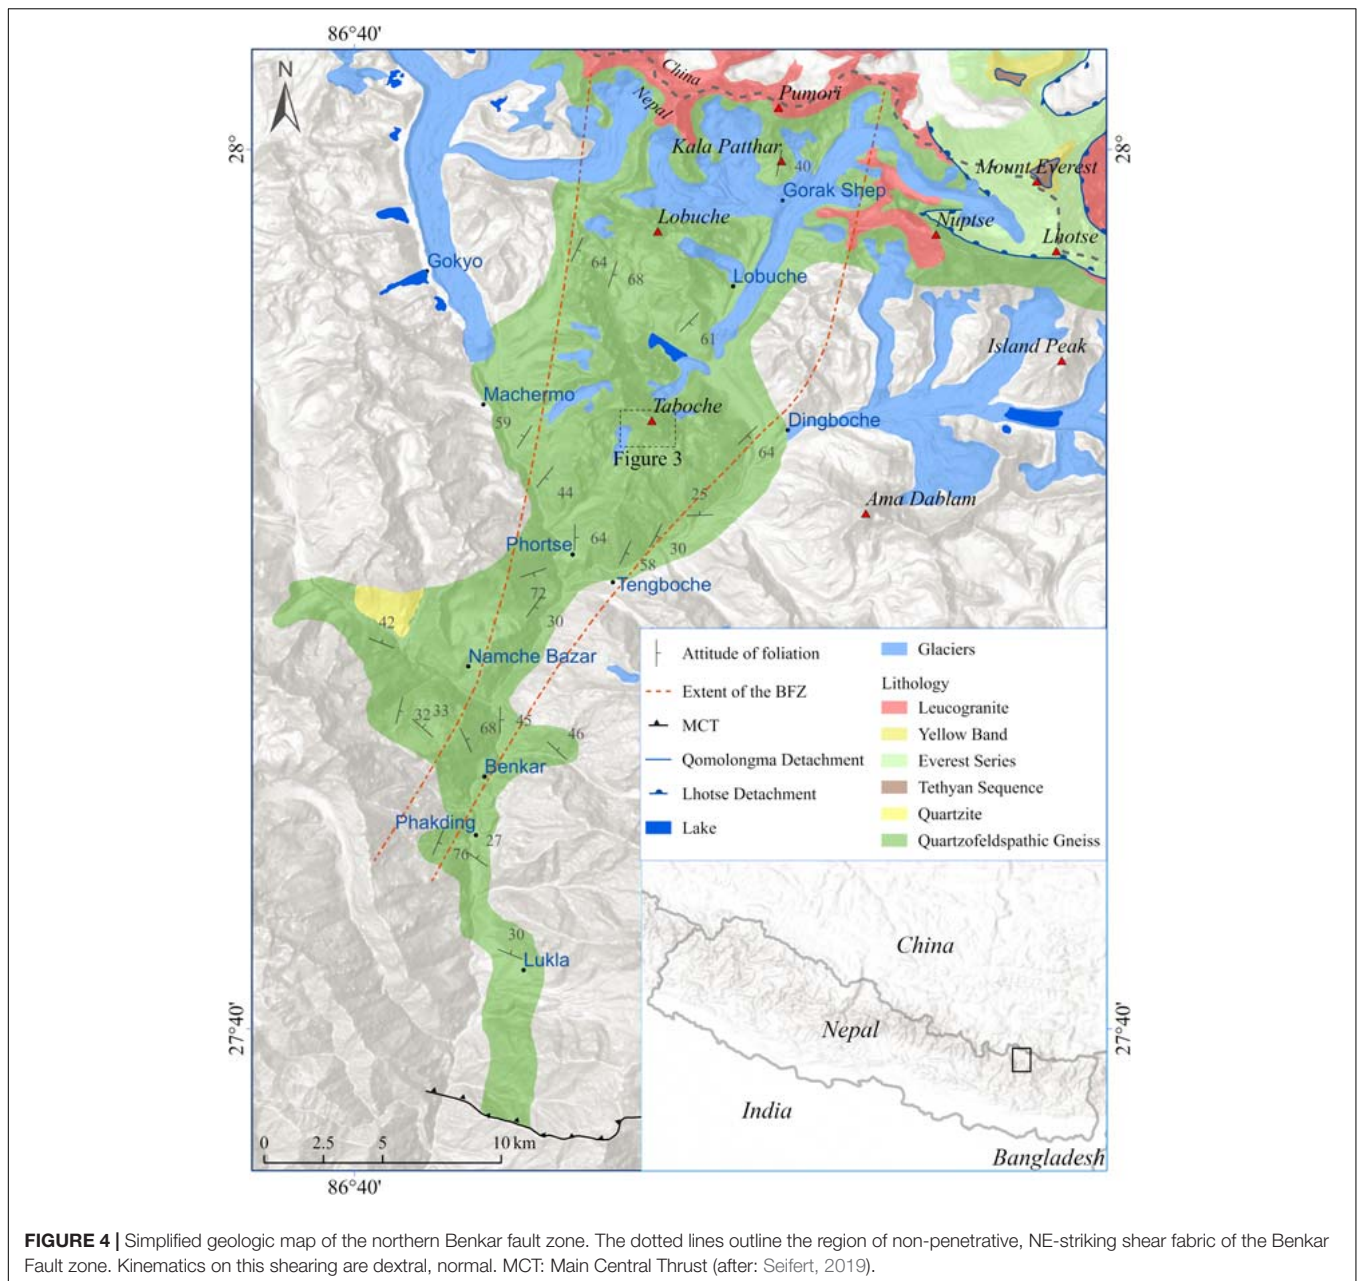 86°40'
N
China
Nepal
Pumori
28°
28°
Kala Patthar
40
Mount Everest
Gorak Shep
Lobuche
Nuptse
Lhotse
Gokyo
64
68
Lobuche
61
Island Peak
Machermo
59
Taboche
Dingboche
Figure 3
64
44
25
Ama Dablam
Phortse
64
30
58
Tengboche
72
30
42
Namche Bazar
32
33
68
45
46
Benkar
Phakding
27
76
30
Lukla
Attitude of foliation
Extent of the BFZ
MCT
Qomolongma Detachment
Lhotse Detachment
Lake
Glaciers
Lithology
Leucogranite
Yellow Band
Everest Series
Tethyan Sequence
Quartzite
Quartzofeldspathic Gneiss
China
Nepal
India
Bangladesh
27°40'
27°40'
0 2.5 5 10 km
86°40'
FIGURE 4 | Simplified geologic map of the northern Benkar fault zone. The dotted lines outline the region of non-penetrative, NE-striking shear fabric of the Benkar
Fault zone. Kinematics on this shearing are dextral, normal. MCT: Main Central Thrust (after: Seifert, 2019).